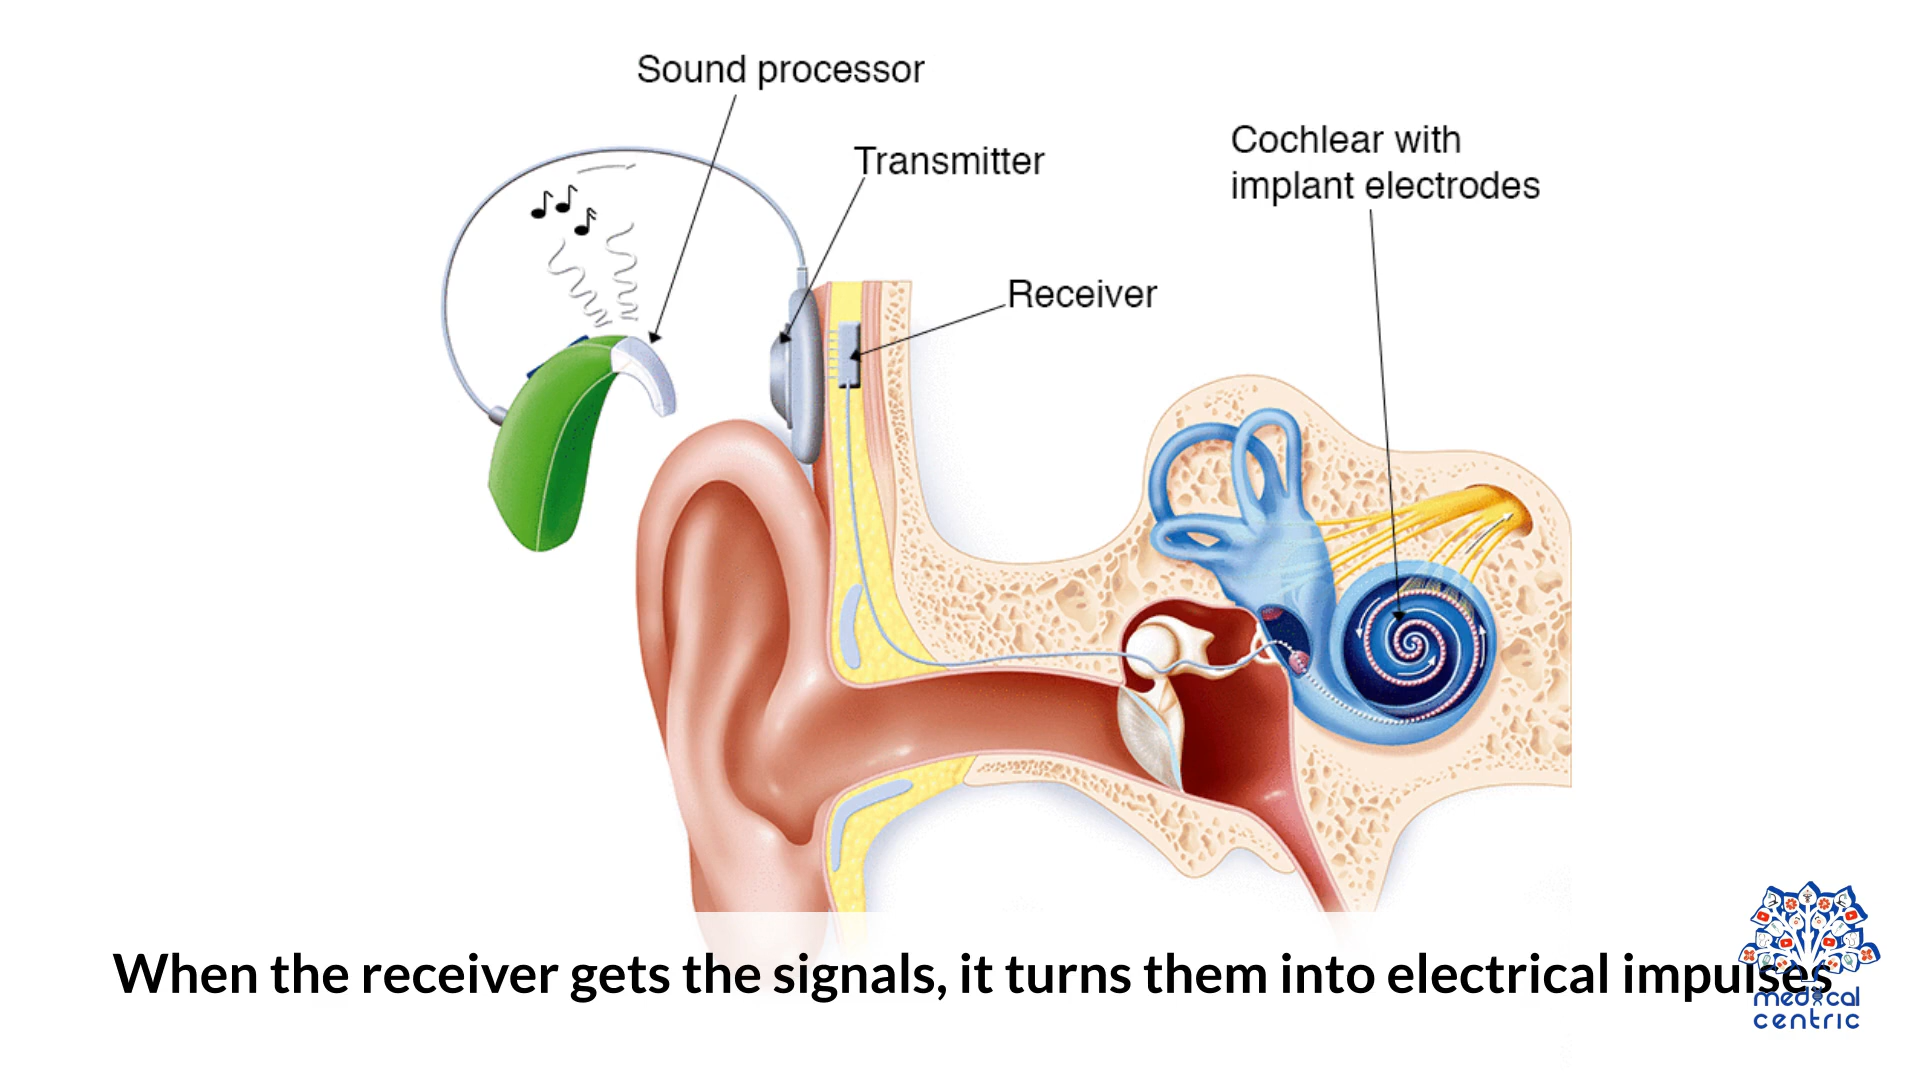 Sound processor
Transmitter
Cochlear with
implant electrodes
Receiver
When the receiver gets the signals, it turns them into electrical impulses
medical
centric